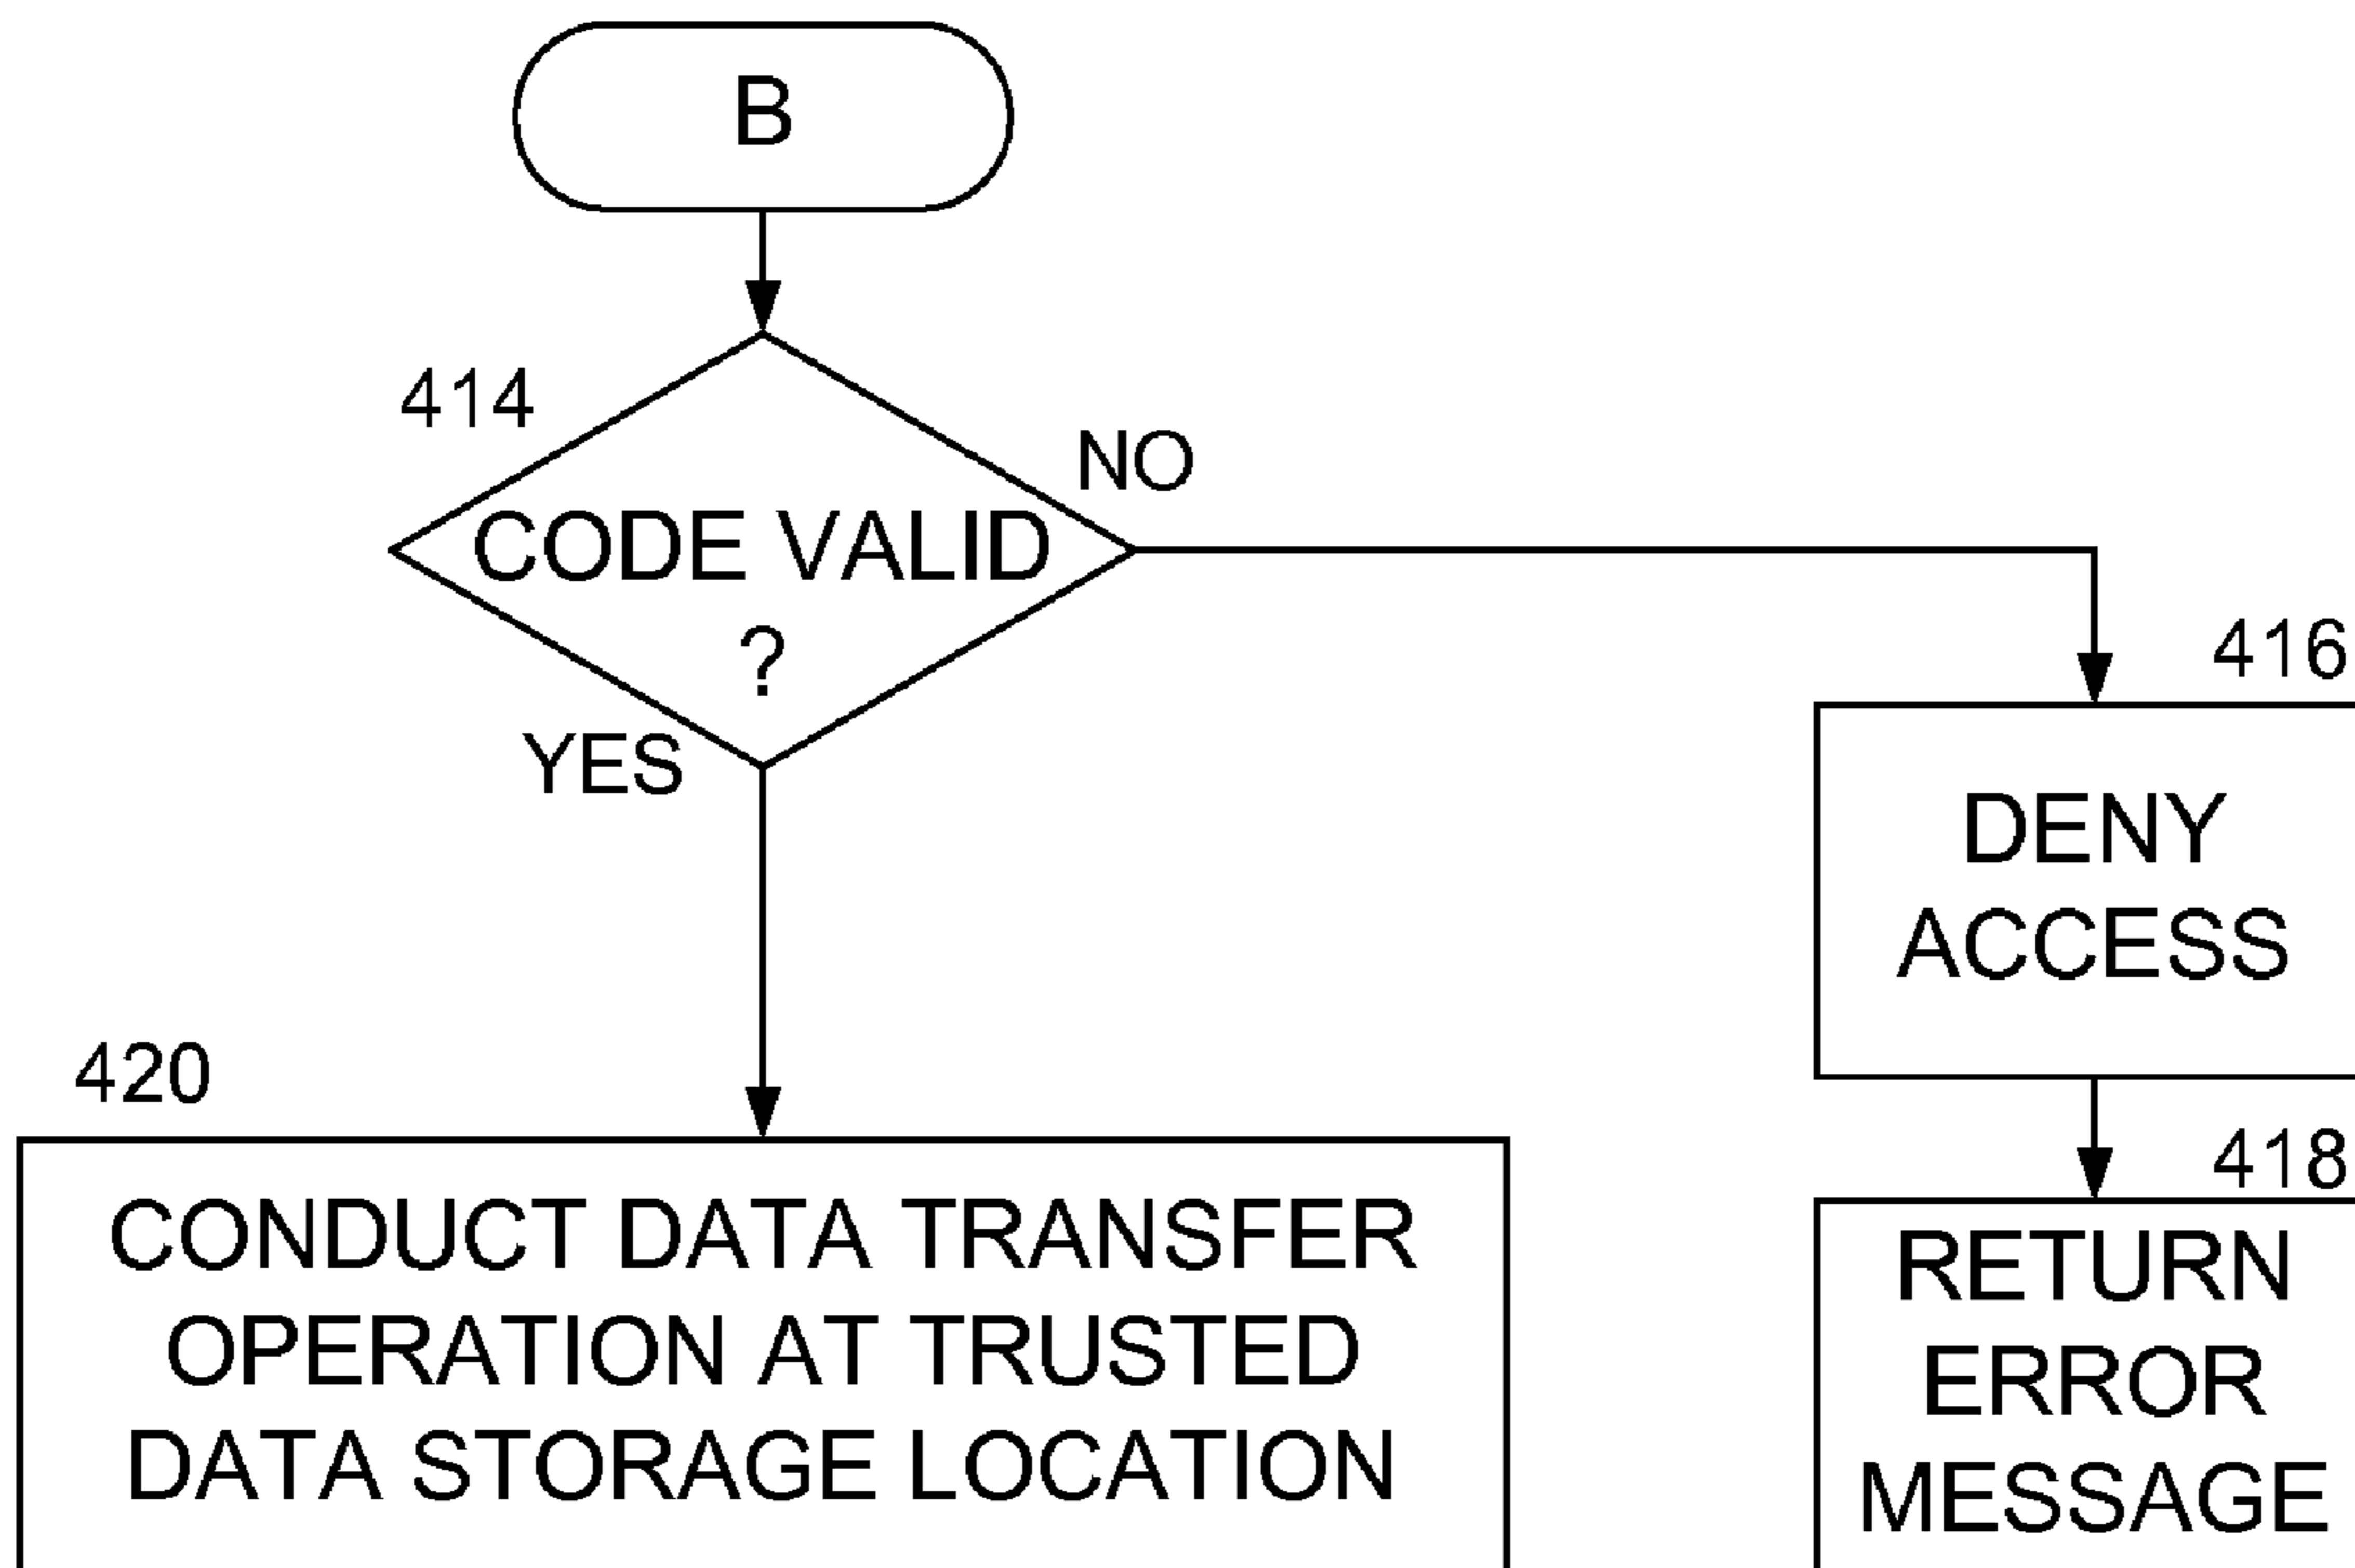 B
414
CODE VALID
?
NO
YES
416
DENY
ACCESS
420
CONDUCT DATA TRANSFER
OPERATION AT TRUSTED
DATA STORAGE LOCATION
418
RETURN
ERROR
MESSAGE